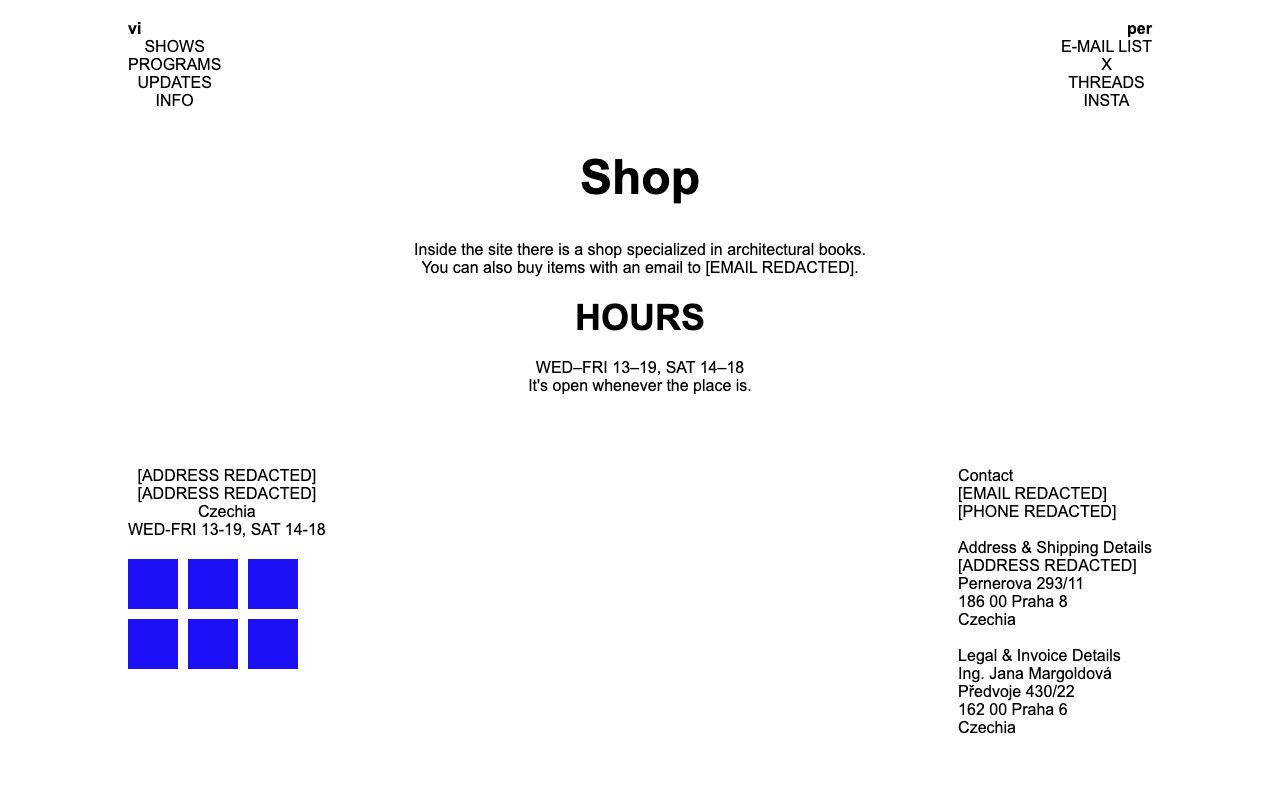 vi
SHOWS
PROGRAMS
UPDATES
INFO
per
E-MAIL LIST
X
THREADS
INSTA
Shop
Inside the site there is a shop specialized in architectural books.
You can also buy items with an email to [EMAIL REDACTED].
HOURS
WED–FRI 13–19, SAT 14–18
It's open whenever the place is.
[ADDRESS REDACTED]
[ADDRESS REDACTED]
Czechia
WED-FRI 13-19, SAT 14-18
Contact
[EMAIL REDACTED]
[PHONE REDACTED]
Address & Shipping Details
[ADDRESS REDACTED]
Pernerova 293/11
186 00 Praha 8
Czechia
Legal & Invoice Details
Ing. Jana Margoldová
Předvoje 430/22
162 00 Praha 6
Czechia